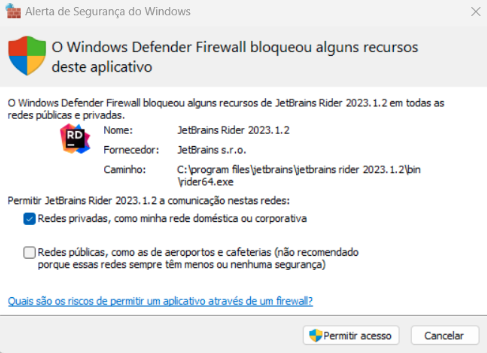 Alerta de Segurança do Windows
O Windows Defender Firewall bloqueou alguns recursos
deste aplicativo
O Windows Defender Firewall bloqueou alguns recursos de JetBrains Rider 2023.1.2 em todas as
redes públicas e privadas.
RD
Nome: JetBrains Rider 2023.1.2
Fornecedor: JetBrains s.r.o.
Caminho: C:\program files\jetbrains\jetbrains rider 2023.1.2\bin
\rider64.exe
Permitir JetBrains Rider 2023.1.2 a comunicação nestas redes:
Redes privadas, como minha rede doméstica ou corporativa
Redes públicas, como as de aeroportos e cafeterias (não recomendado
porque essas redes sempre têm menos ou nenhuma segurança)
Quais são os riscos de permitir um aplicativo através de um firewall?
Permitir acesso Cancelar